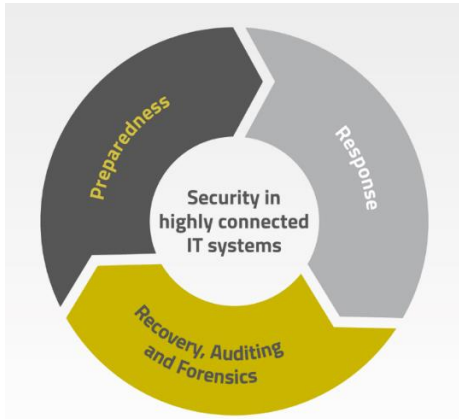 Preparedness
Response
Security in
highly connected
IT systems
Recovery, Auditing
and Forensics